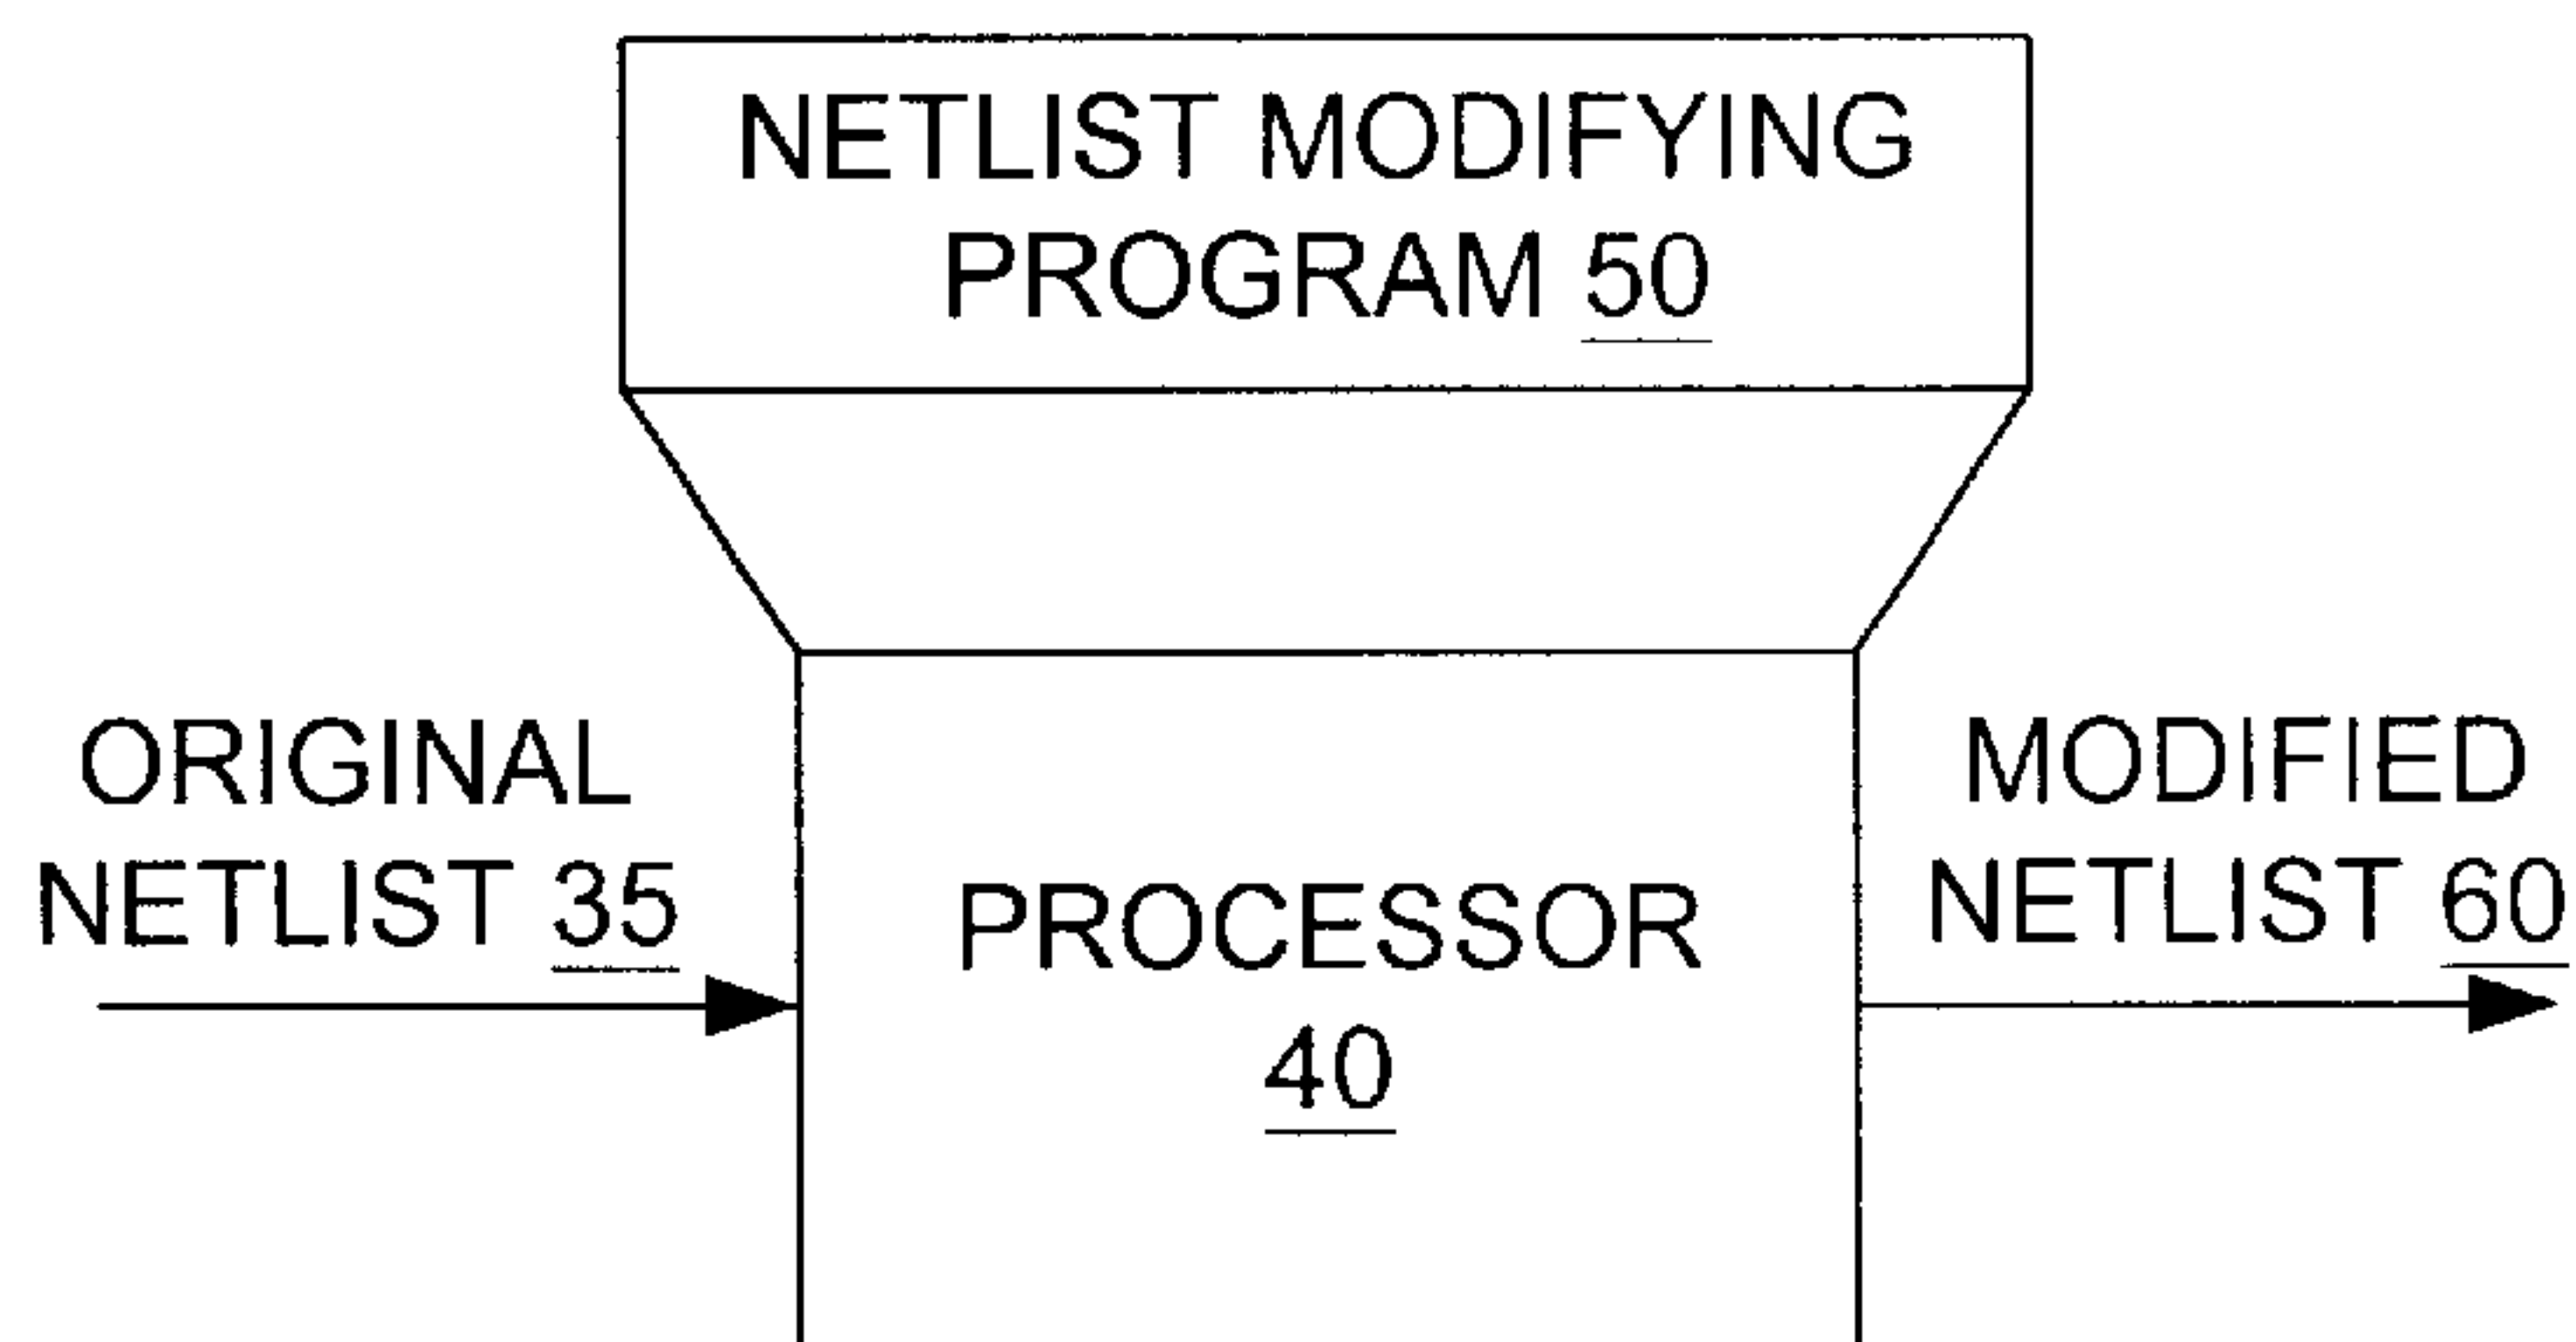 NETLIST MODIFYING
PROGRAM 50
ORIGINAL
NETLIST 35
PROCESSOR
40
MODIFIED
NETLIST 60